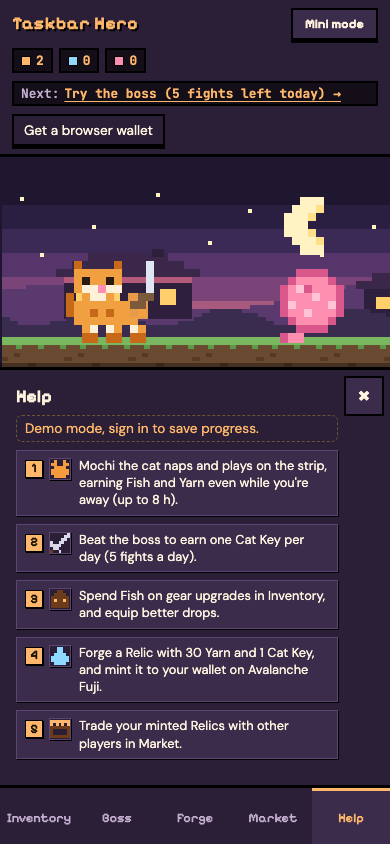 Taskbar Hero
Mini mode
2
0
0
Next: Try the boss (5 fights left today) →
Get a browser wallet
Help
Demo mode, sign in to save progress.
1
Mochi the cat naps and plays on the strip,
earning Fish and Yarn even while you're
away (up to 8 h).
2
Beat the boss to earn one Cat Key per
day (5 fights a day).
3
Spend Fish on gear upgrades in Inventory,
and equip better drops.
4
Forge a Relic with 30 Yarn and 1 Cat Key,
and mint it to your wallet on Avalanche
Fuji.
5
Trade your minted Relics with other
players in Market.
Inventory
Boss
Forge
Market
Help